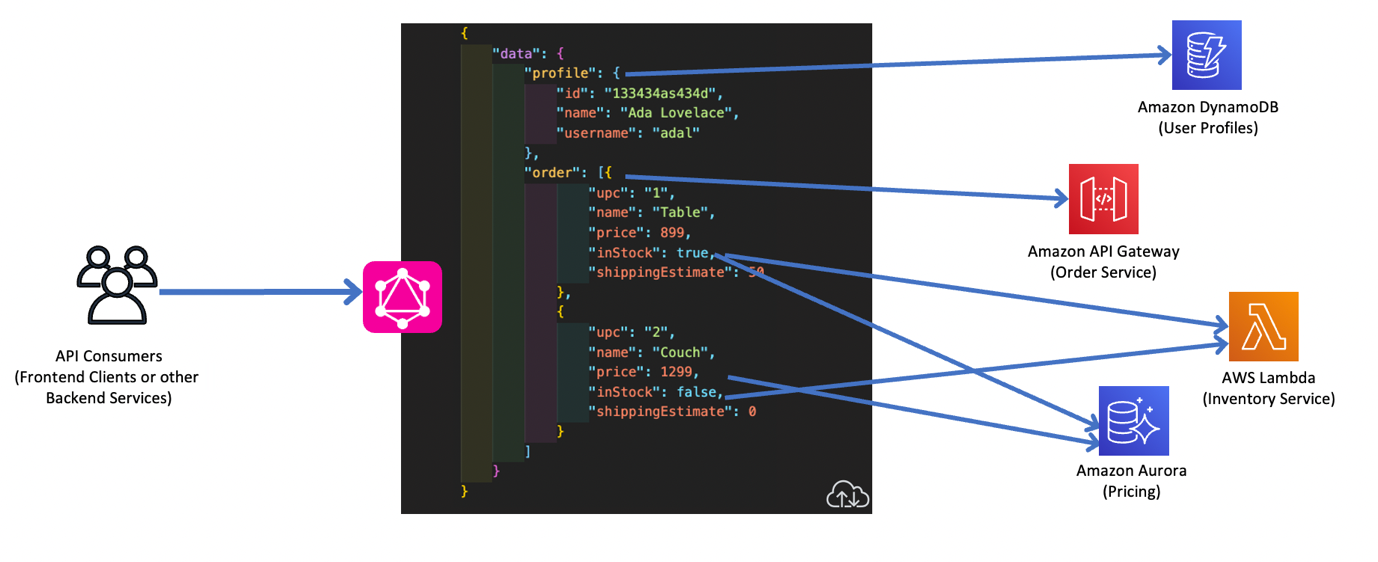 {
"data": {
"profile": {
"id": "133434as434d",
"name": "Ada Lovelace",
"username": "adal"
},
"order": [{
"upc": "1",
"name": "Table",
"price": 899,
"inStock": true,
"shippingEstimate": 50
},
{
"upc": "2",
"name": "Couch",
"price": 1299,
"inStock": false,
"shippingEstimate": 0
}
]
}
}
API Consumers
(Frontend Clients or other
Backend Services)
Amazon DynamoDB
(User Profiles)
</>
Amazon API Gateway
(Order Service)
AWS Lambda
(Inventory Service)
Amazon Aurora
(Pricing)